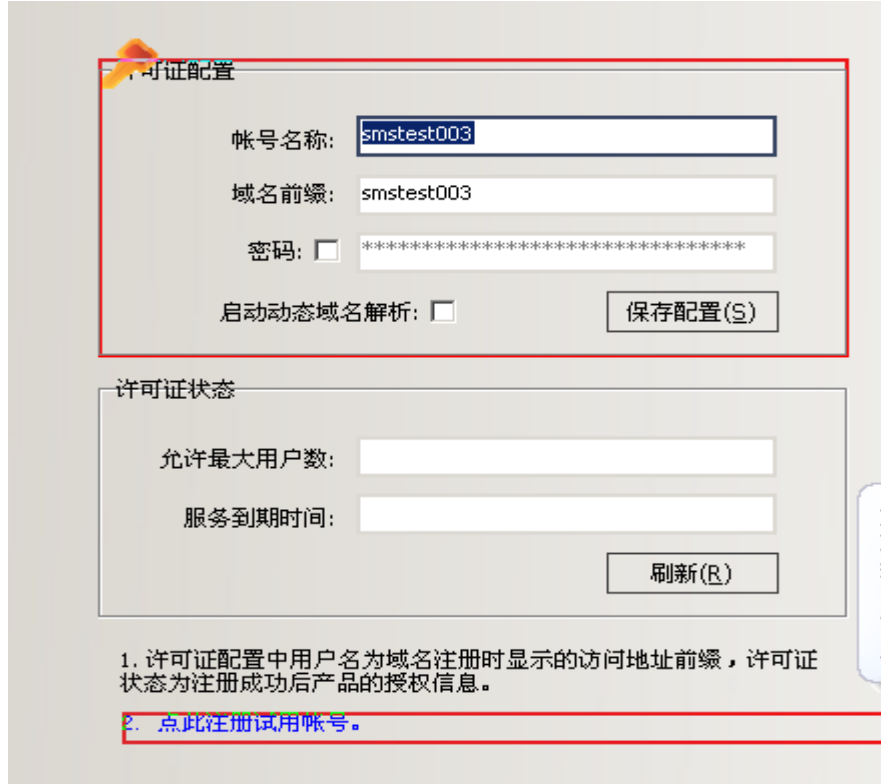 可证配置
帐号名称: smstest003
域名前缀: smstest003
密码: ********************************
启动动态域名解析: 保存配置(S)
许可证状态
允许最大用户数:
服务到期时间:
刷新(R)
1.许可证配置中用户名为域名注册时显示的访问地址前缀，许可证
状态为注册成功后产品的授权信息。
2. 点此注册试用帐号。